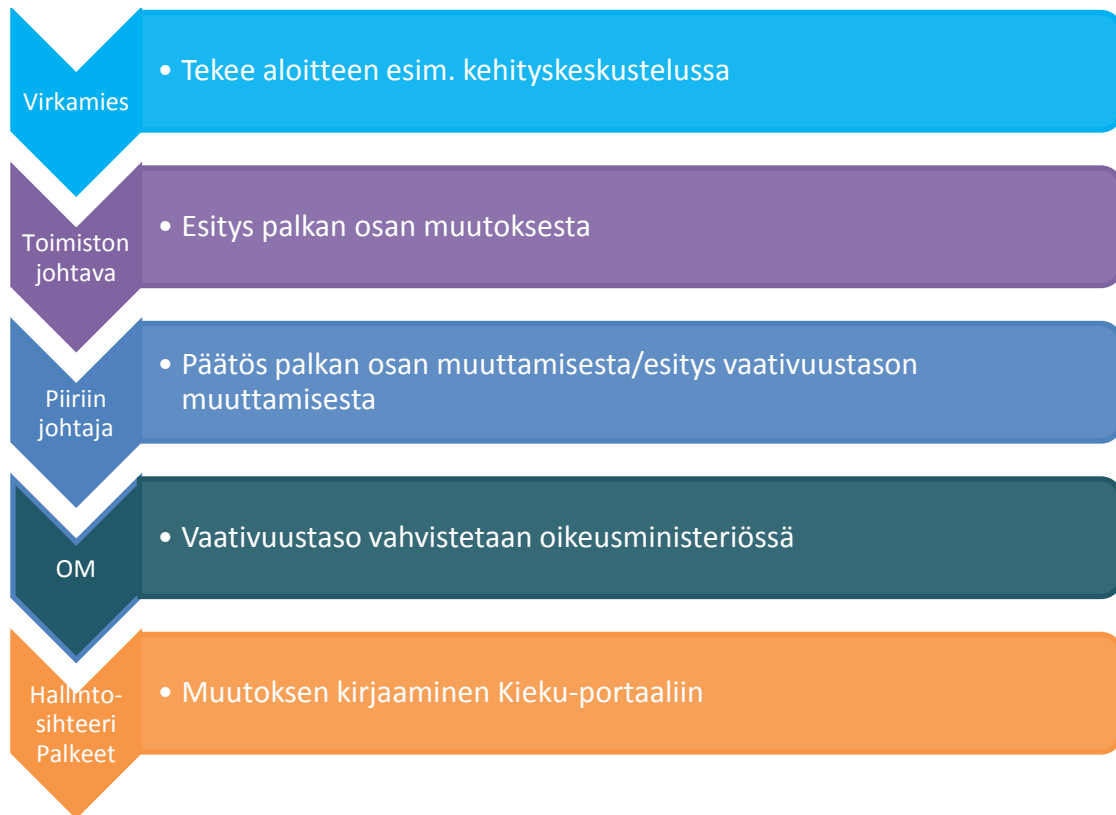 Virkamies
• Tekee aloitteen esim. kehityskeskustelussa
Toimiston
johtava
• Esitys palkan osan muutoksesta
Piiriin
johtaja
• Päätös palkan osan muuttamisesta/esitys vaativuustason
muuttamisesta
OM
• Vaativuustaso vahvistetaan oikeusministeriössä
Hallinto-
sihteeri
Palkeet
• Muutoksen kirjaaminen Kieku-portaaliin